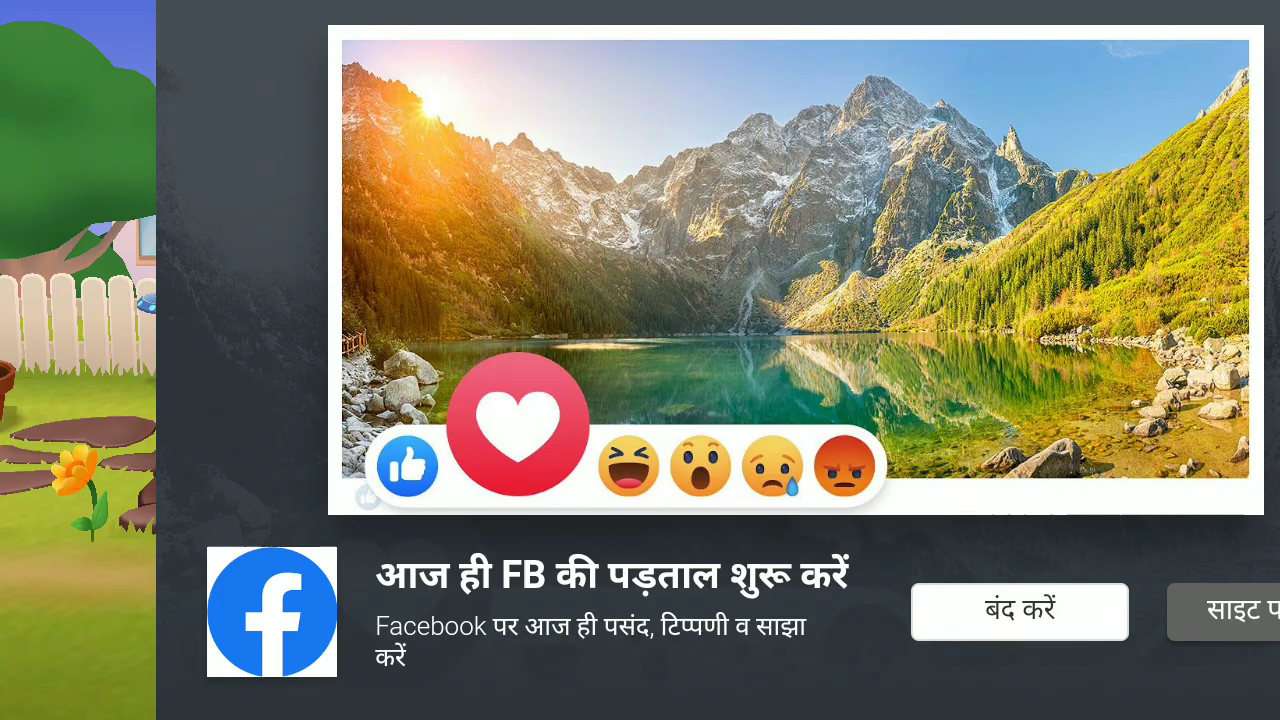 आज ही FB की पड़ताल शुरू करें
Facebook पर आज ही पसंद, टिप्पणी व साझा
करें
बंद करें
साइट